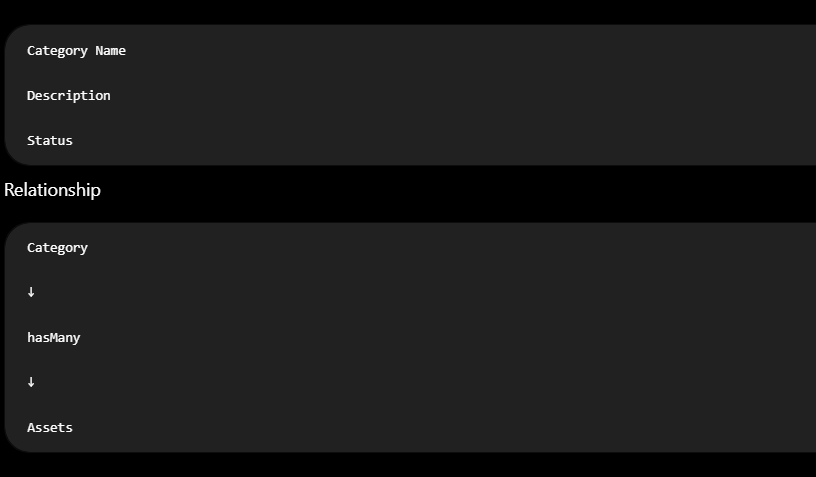 Category Name
Description
Status
Relationship
Category
↓
hasMany
↓
Assets